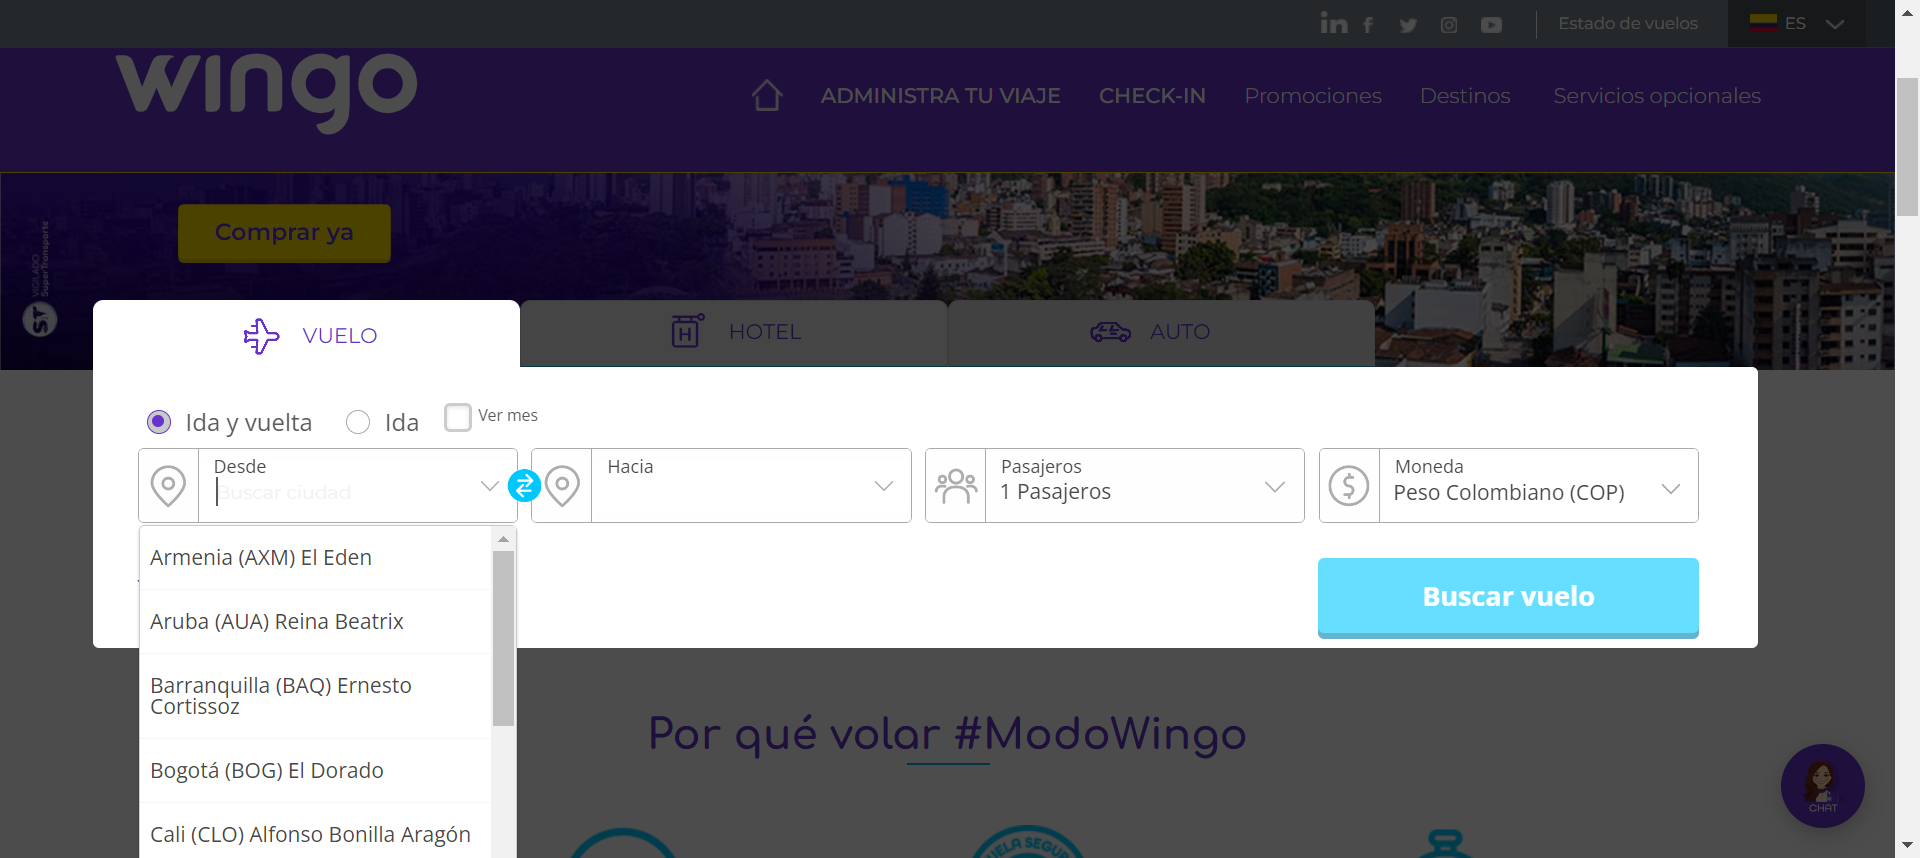 Estado de vuelos
ES
wingo
ADMINISTRA TU VIAJE
CHECK-IN
Promociones
Destinos
Servicios opcionales
Comprar ya
VIGILADO
SuperTransporte
VUELO
HOTEL
AUTO
Ida y vuelta
Ida
Ver mes
Desde
Buscar ciudad
Hacia
Pasajeros
1 Pasajeros
Moneda
Peso Colombiano (COP)
Armenia (AXM) El Eden
Aruba (AUA) Reina Beatrix
Barranquilla (BAQ) Ernesto
Cortissoz
Bogotá (BOG) El Dorado
Cali (CLO) Alfonso Bonilla Aragón
Buscar vuelo
Por qué volar #ModoWingo
CHAT